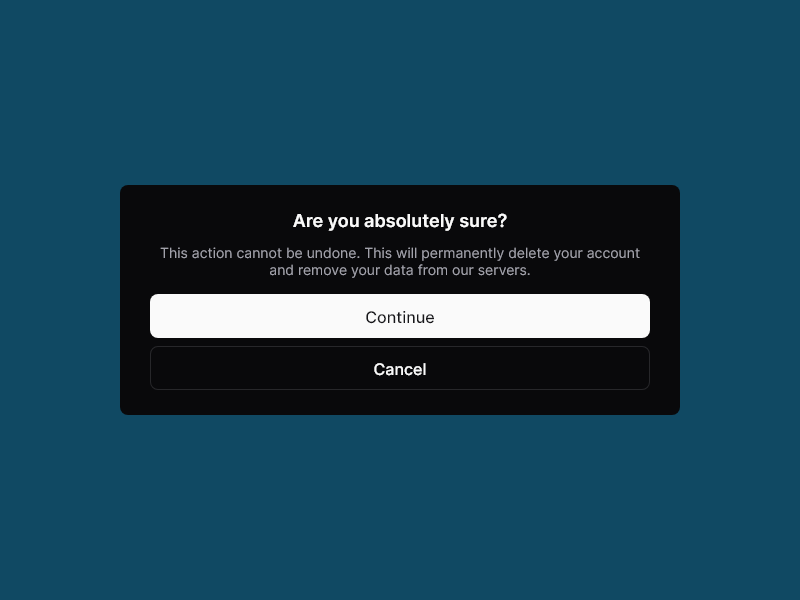 Are you absolutely sure?
This action cannot be undone. This will permanently delete your account
and remove your data from our servers.
Continue
Cancel